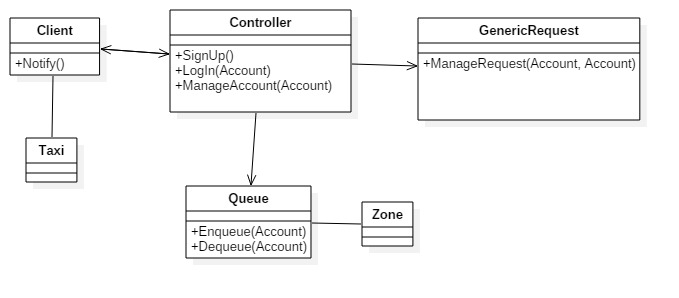 Client
+Notify()
Controller
+SignUp()
+LogIn(Account)
+ManageAccount(Account)
GenericRequest
+ManageRequest(Account, Account)
Taxi
Queue
+Enqueue(Account)
+Dequeue(Account)
Zone